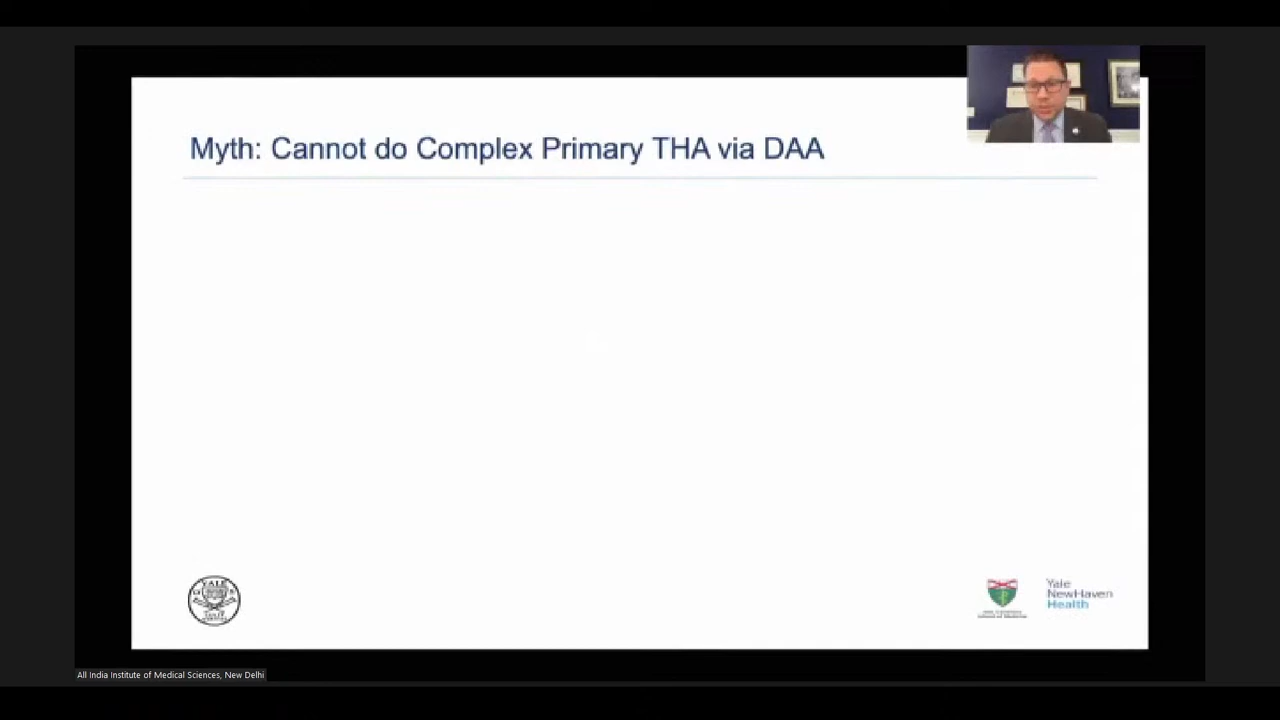 Myth: Cannot do Complex Primary THA via DAA
YALE
Yale
NewHaven
Health
All India Institute of Medical Sciences, New Delhi